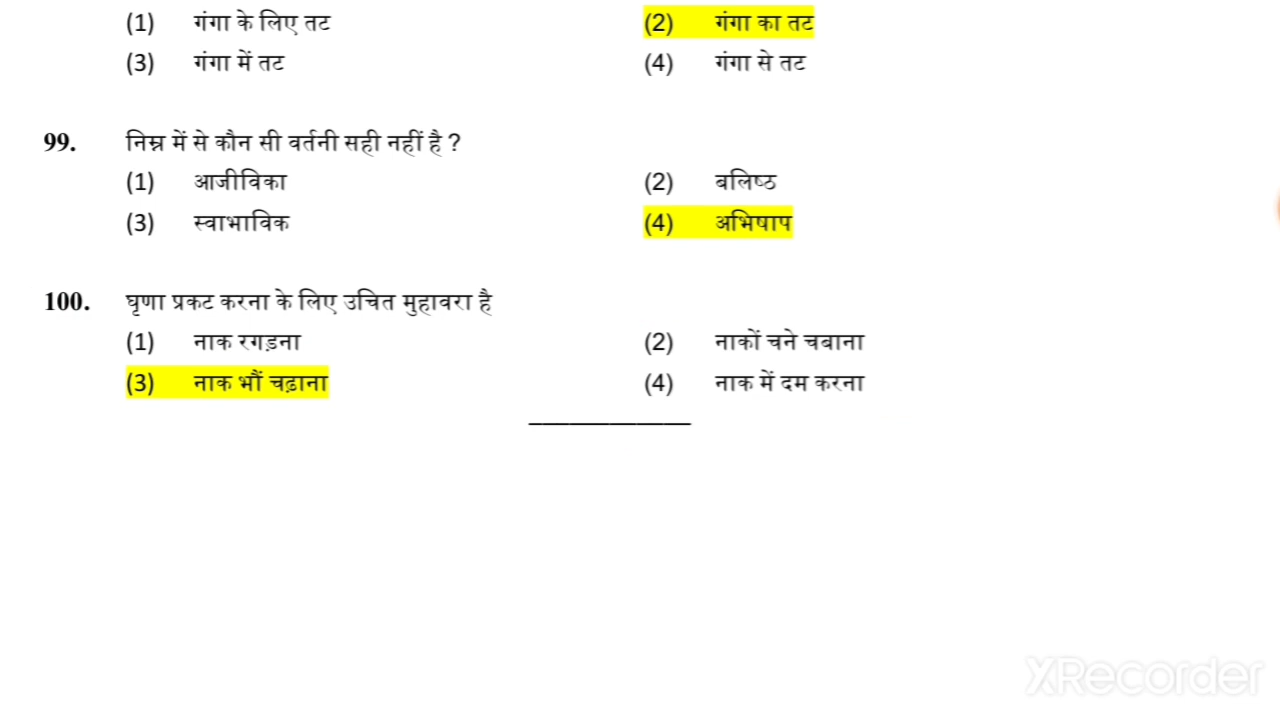 (1) गंगा के लिए तट (2) गंगा का तट
(3) गंगा में तट (4) गंगा से तट
99. निम्न में से कौन सी वर्तनी सही नहीं है ?
(1) आजीविका (2) बलिष्ठ
(3) स्वाभाविक (4) अभिषाप
100. घृणा प्रकट करना के लिए उचित मुहावरा है
(1) नाक रगड़ना (2) नाकों चने चबाना
(3) नाक भौं चढ़ाना (4) नाक में दम करना
XRecorder